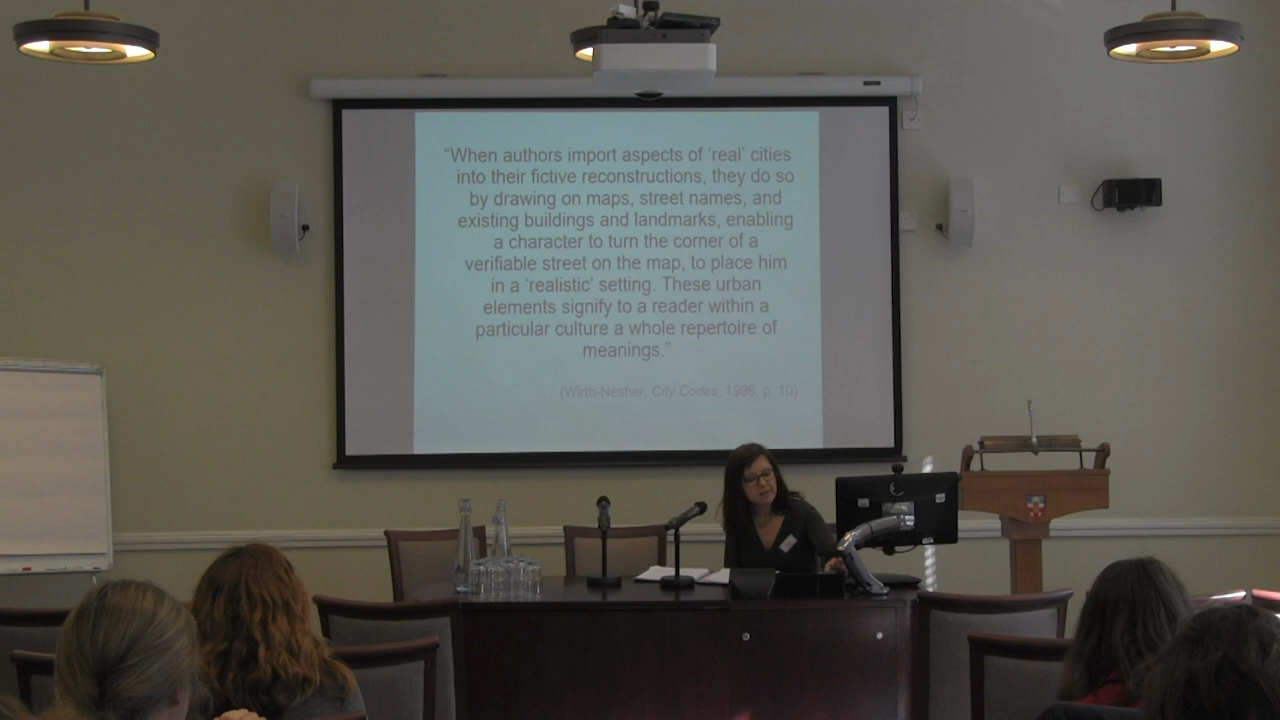 “When authors import aspects of ‘real’ cities
into their fictive reconstructions, they do so
by drawing on maps, street names, and
existing buildings and landmarks, enabling
a character to turn the corner of a
verifiable street on the map, to place him
in a ‘realistic’ setting. These urban
elements signify to a reader within a
particular culture a whole repertoire of
meanings.”
(Wirth-Nesher, City Codes, 1996, p. 10)